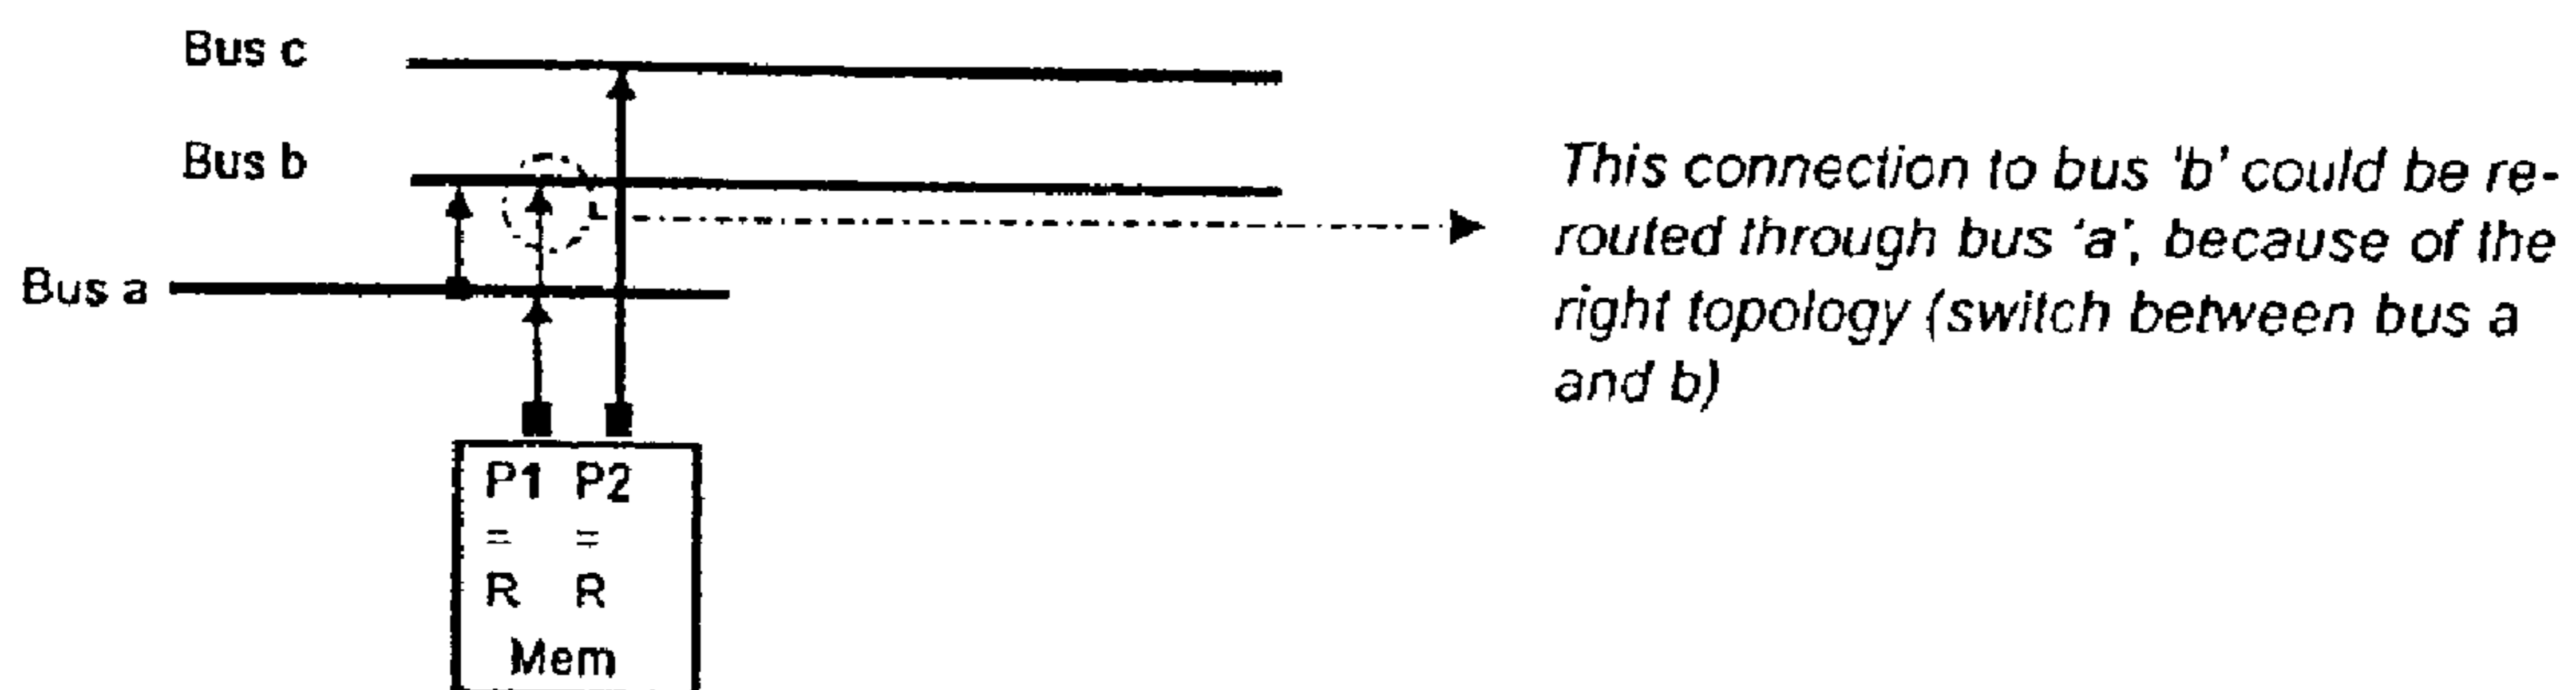 Bus c
Bus b
Bus a
This connection to bus 'b' could be re-
routed through bus 'a', because of the
right topology (switch between bus a
and b)
P1 P2
= =
R R
Mem